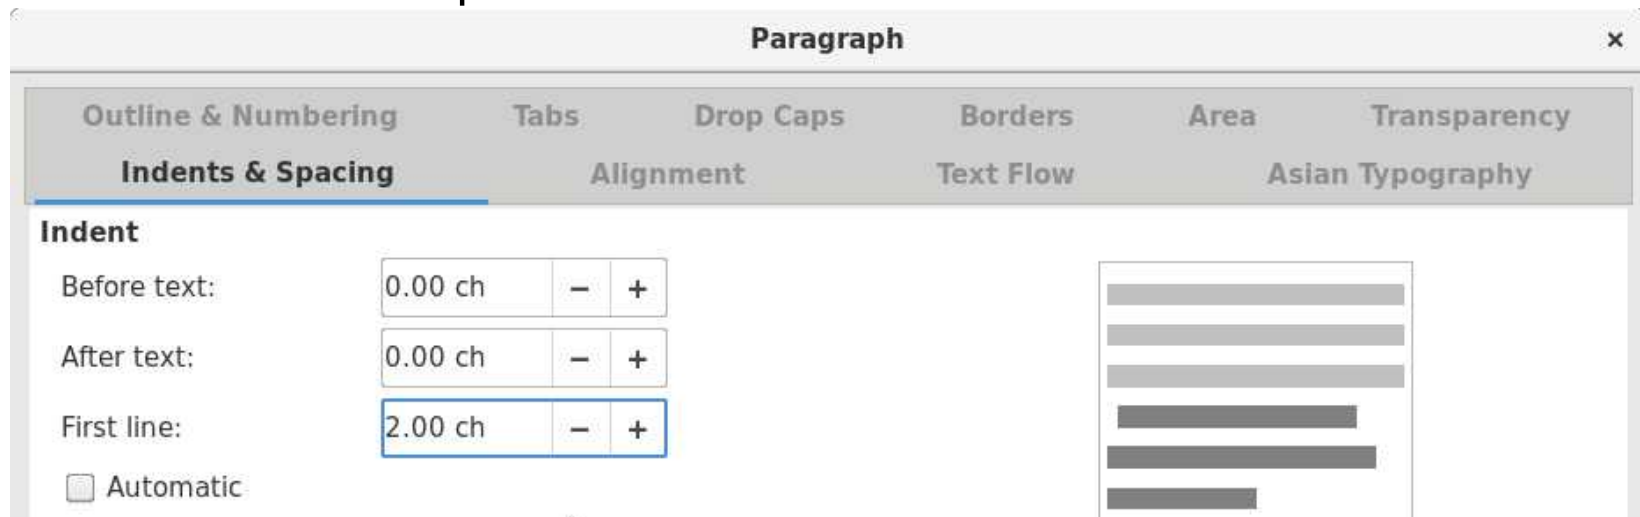 Paragraph ×
Outline & Numbering Tabs Drop Caps Borders Area Transparency
Indents & Spacing Alignment Text Flow Asian Typography
Indent
Before text: 0.00 ch − +
After text: 0.00 ch − +
First line: 2.00 ch − +
Automatic